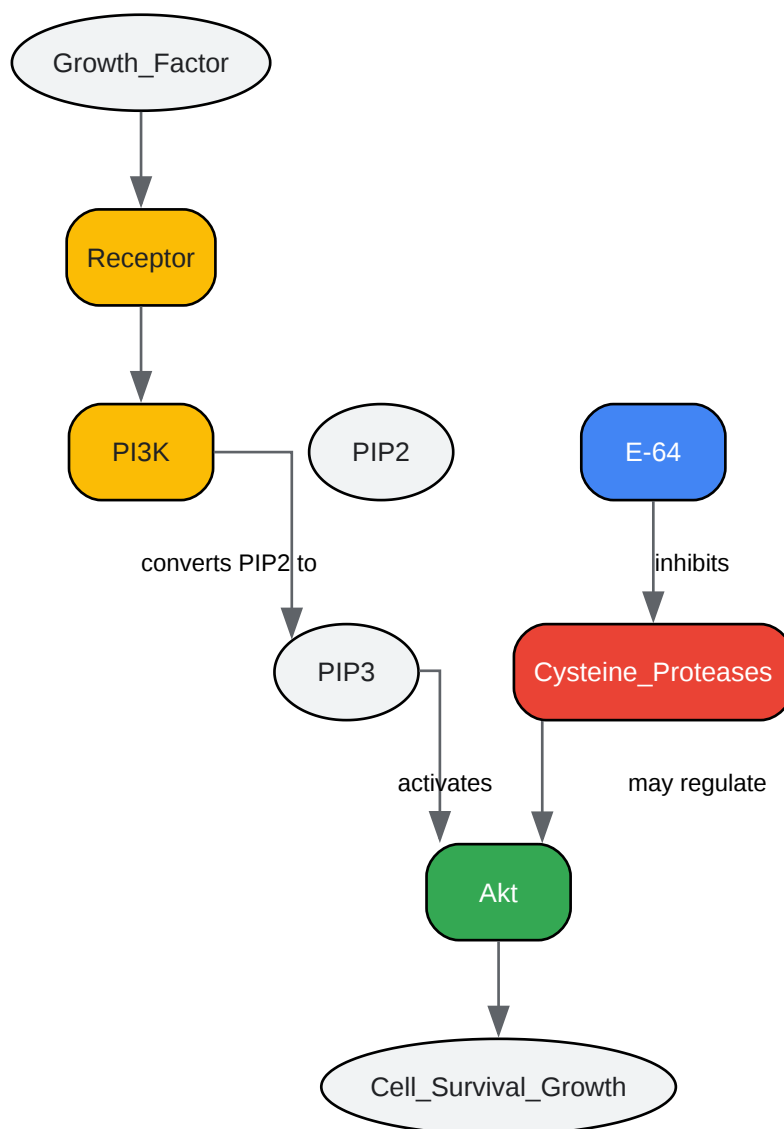 Growth_Factor
Receptor
PI3K
PIP2
E-64
converts PIP2 to
inhibits
PIP3
Cysteine_Proteases
activates
may regulate
Akt
Cell_Survival_Growth